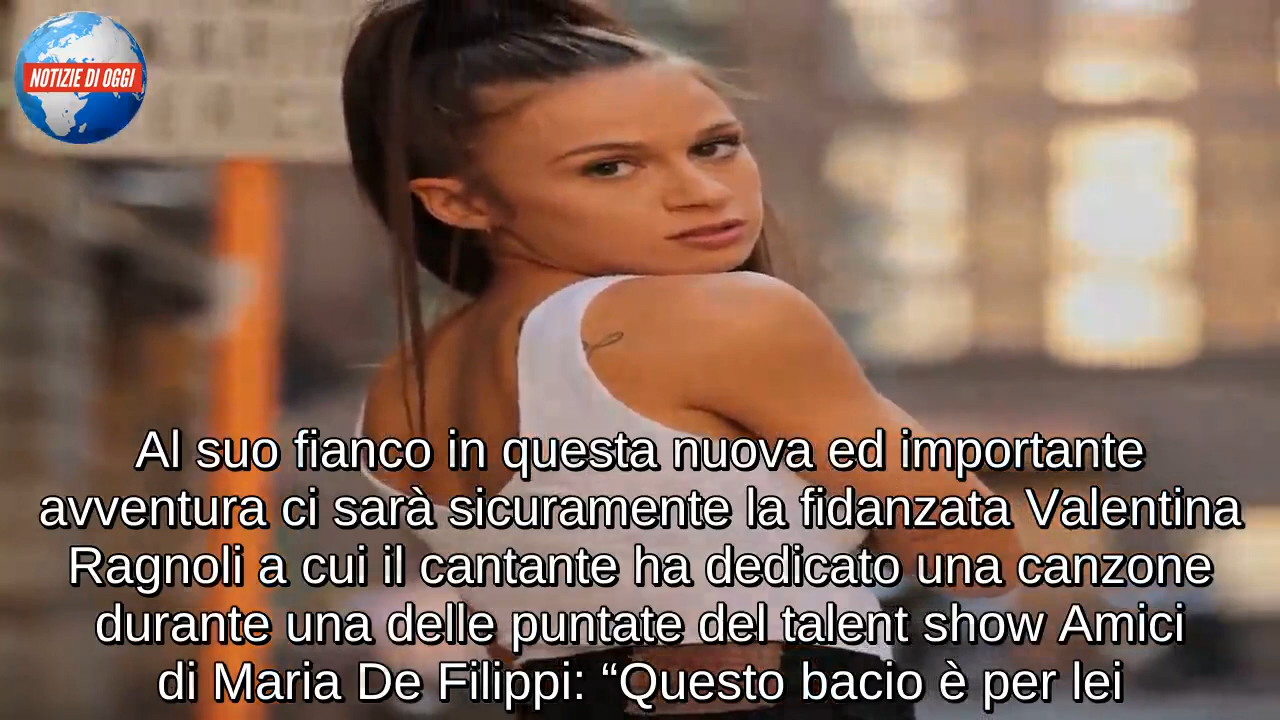 NOTIZIE DI OGGI
Al suo fianco in questa nuova ed importante
avventura ci sarà sicuramente la fidanzata Valentina
Ragnoli a cui il cantante ha dedicato una canzone
durante una delle puntate del talent show Amici
di Maria De Filippi: “Questo bacio è per lei